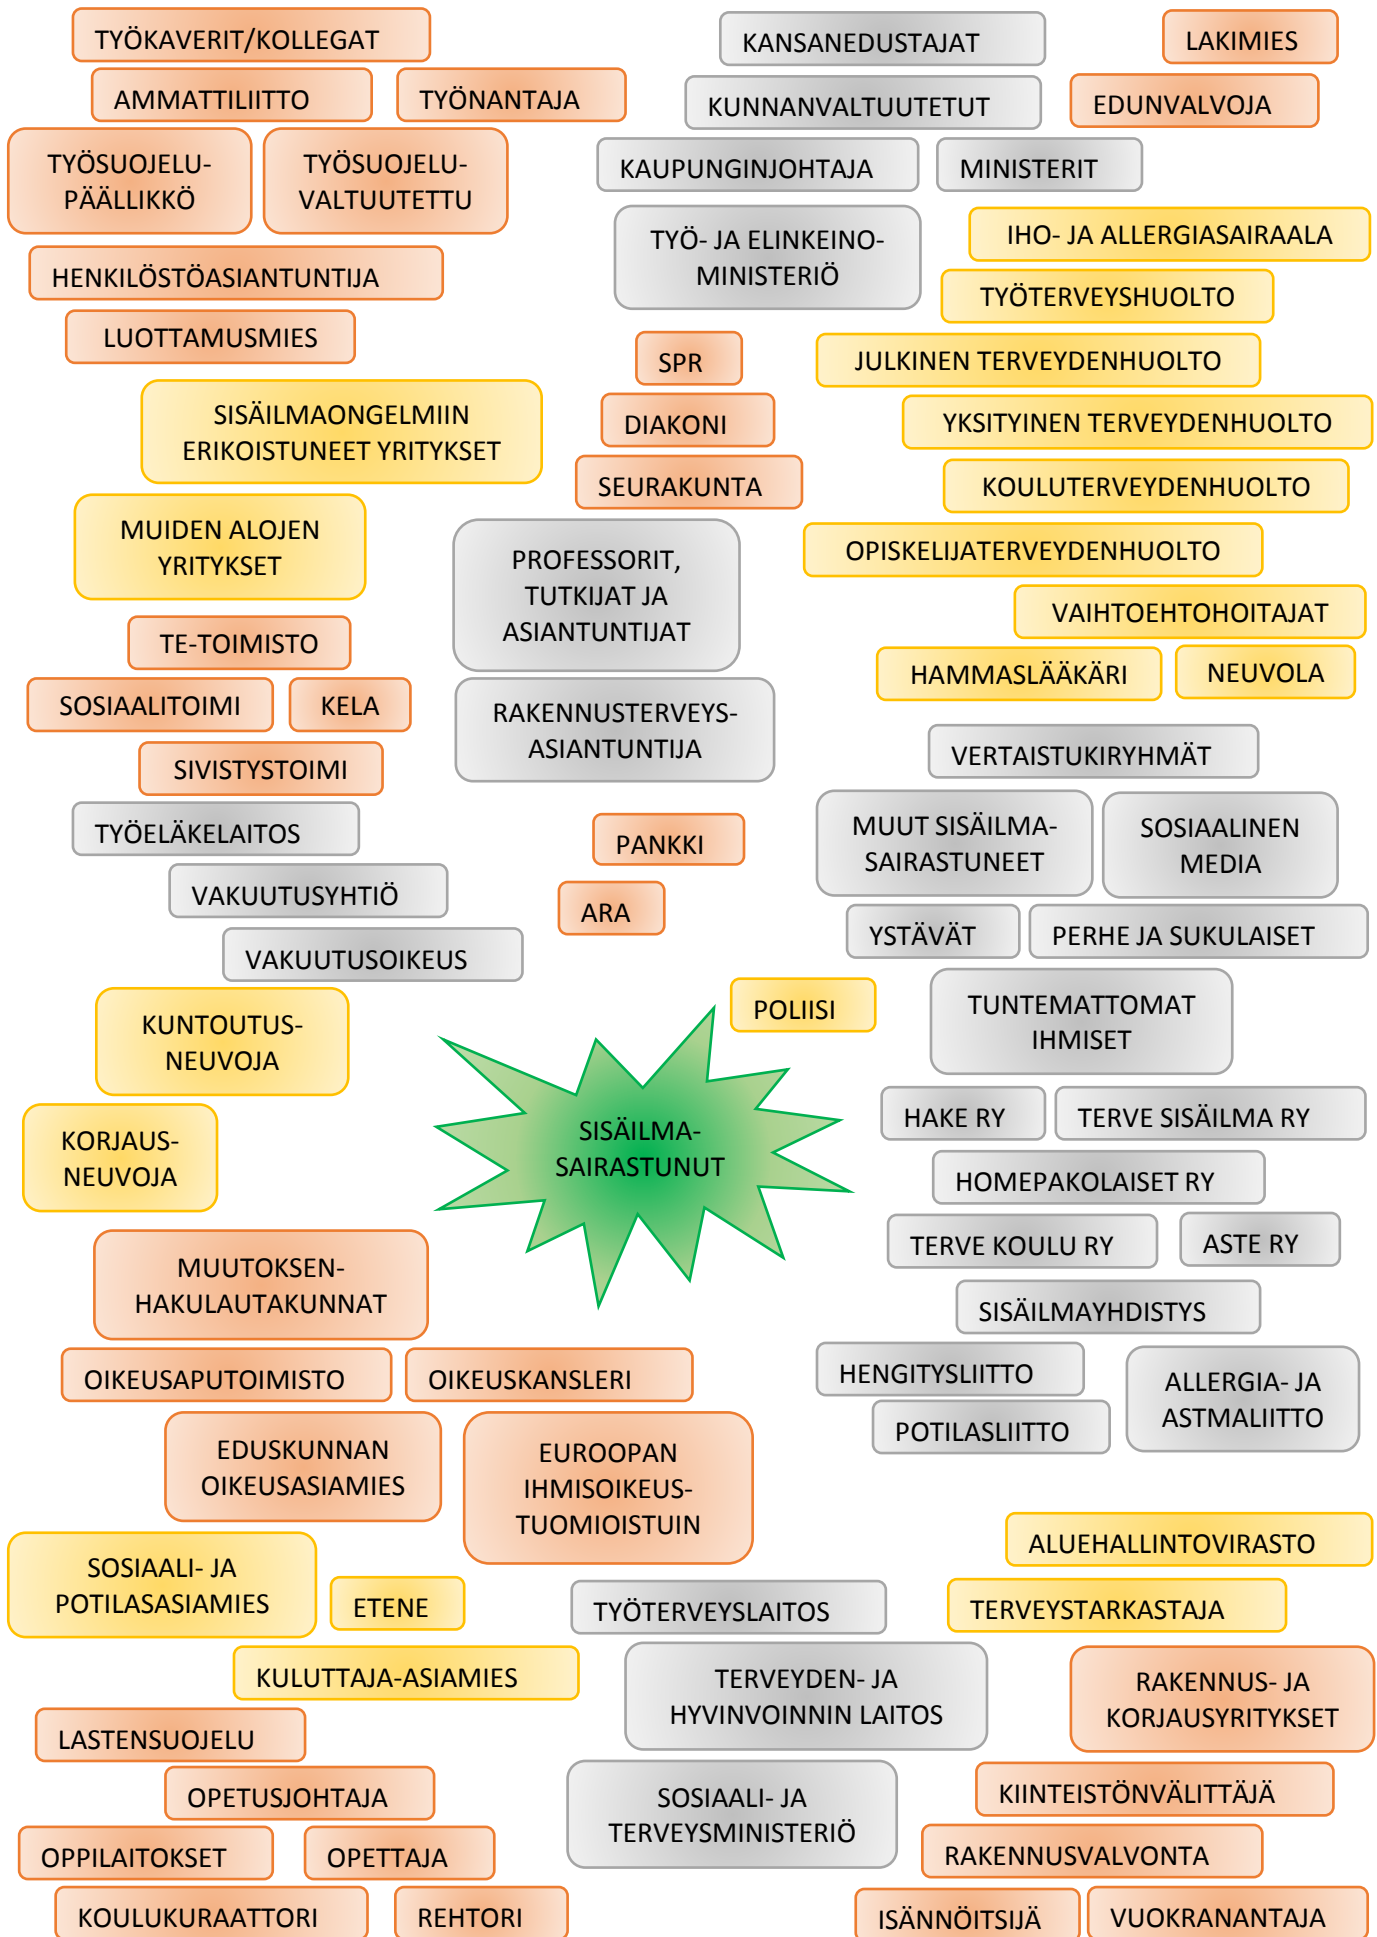 TYÖKAVERIT/KOLLEGAT
KANSANEDUSTAJAT
LAKIMIES
AMMATTILIITTO
TYÖNANTAJA
KUNNANVALTUUTETUT
EDUNVALVOJA
TYÖSUOJELU-
PÄÄLLIKKÖ
TYÖSUOJELU-
VALTUUTETTU
KAUPUNGINJOHTAJA
MINISTERIT
TYÖ- JA ELINKEINO-
MINISTERIÖ
IHO- JA ALLERGIASAIRAALA
HENKILÖSTÖASIANTUNTIJA
TYÖTERVEYSHUOLTO
LUOTTAMUSMIES
SPR
JULKINEN TERVEYDENHUOLTO
SISÄILMAONGELMIIN
ERIKOISTUNEET YRITYKSET
DIAKONI
YKSITYINEN TERVEYDENHUOLTO
SEURAKUNTA
KOULUTERVEYDENHUOLTO
MUIDEN ALOJEN
YRITYKSET
PROFESSORIT,
TUTKIJAT JA
ASIANTUNTIJAT
OPISKELIJATERVEYDENHUOLTO
VAIHTOEHTOHOITAJAT
TE-TOIMISTO
HAMMASLÄÄKÄRI
NEUVOLA
SOSIAALITOIMI
KELA
RAKENNUSTERVEYS-
ASIANTUNTIJA
SIVISTYSTOIMI
VERTAISTUKIRYHMÄT
TYÖELÄKELAITOS
PANKKI
MUUT SISÄILMA-
SAIRASTUNEET
SOSIAALINEN
MEDIA
VAKUUTUSYHTIÖ
ARA
YSTÄVÄT
PERHE JA SUKULAISET
VAKUUTUSOIKEUS
POLIISI
TUNTEMATTOMAT
IHMISET
KUNTOUTUS-
NEUVOJA
HAKE RY
TERVE SISÄILMA RY
SISÄILMA-
SAIRASTUNUT
KORJAUS-
NEUVOJA
HOMEPAKOLAISET RY
TERVE KOULU RY
ASTE RY
MUUTOKSEN-
HAKULAUTAKUNNAT
SISÄILMAYHDISTYS
OIKEUSAPUTOIMISTO
OIKEUSKANSLERI
HENGITYSLIITTO
ALLERGIA- JA
ASTMALIITTO
POTILASLIITTO
EDUSKUNNAN
OIKEUSASIAMIES
EUROOPAN
IHMISOIKEUS-
TUOMIOISTUIN
ALUEHALLINTOVIRASTO
SOSIAALI- JA
POTILASASIAMIES
ETENE
TYÖTERVEYSLAITOS
TERVEYSTARKASTAJA
KULUTTAJA-ASIAMIES
TERVEYDEN- JA
HYVINVOINNIN LAITOS
RAKENNUS- JA
KORJAUSYRITYKSET
LASTENSUOJELU
OPETUSJOHTAJA
SOSIAALI- JA
TERVEYSMINISTERIÖ
KIINTEISTÖNVÄLITTÄJÄ
OPPILAITOKSET
OPETTAJA
RAKENNUSVALVONTA
KOULUKURAATTORI
REHTORI
ISÄNNÖITSIJÄ
VUOKRANANTAJA